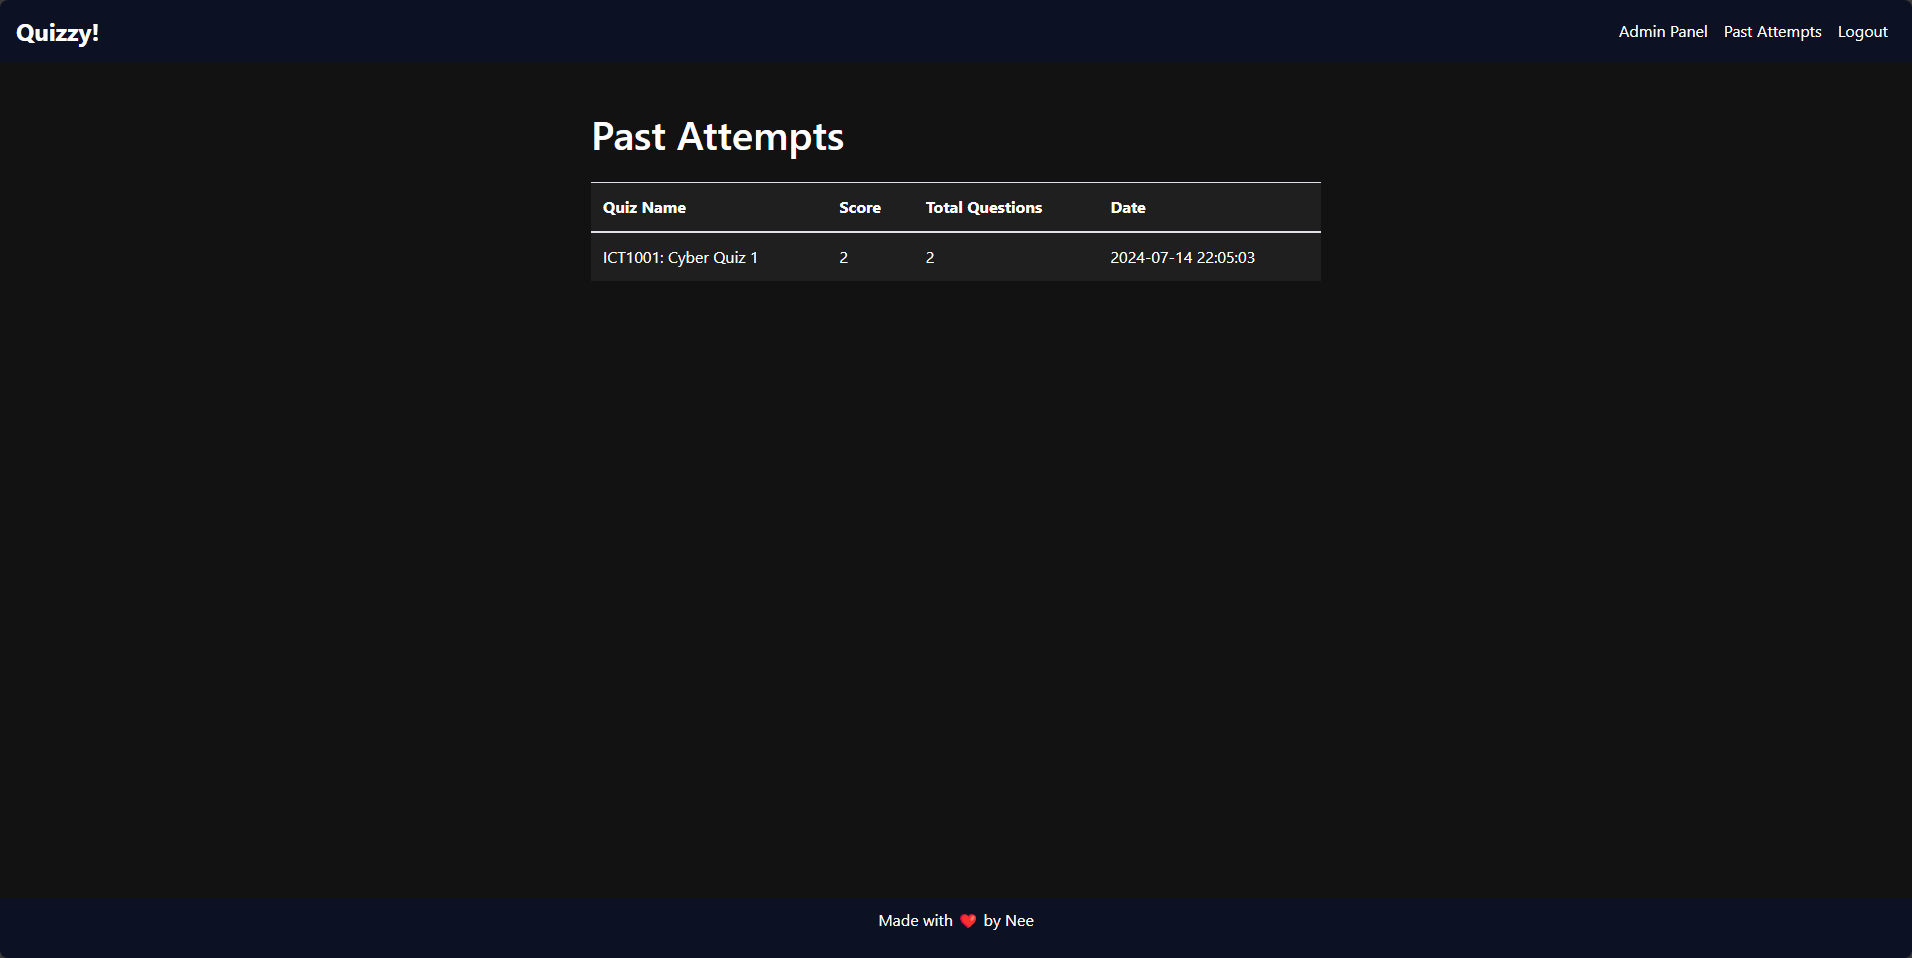 Quizzy!
Admin Panel Past Attempts Logout
Past Attempts
Quiz Name Score Total Questions Date
ICT1001: Cyber Quiz 1 2 2 2024-07-14 22:05:03
Made with ❤️ by Nee